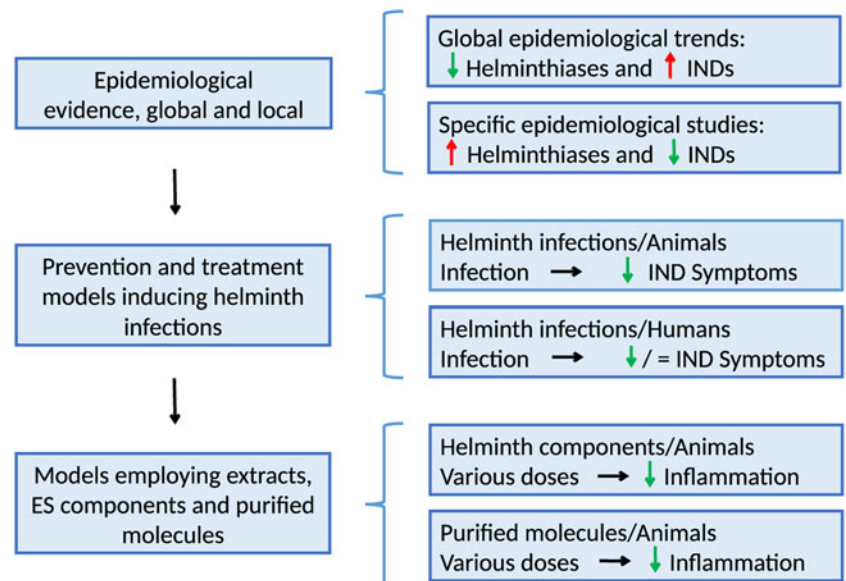 Epidemiological
evidence, global and local
Global epidemiological trends:
↓ Helminthiases and ↑ INDs
Specific epidemiological studies:
↑ Helminthiases and ↓ INDs
Prevention and treatment
models inducing helminth
infections
Helminth infections/Animals
Infection → ↓ IND Symptoms
Helminth infections/Humans
Infection → ↓ / = IND Symptoms
Models employing extracts,
ES components and purified
molecules
Helminth components/Animals
Various doses → ↓ Inflammation
Purified molecules/Animals
Various doses → ↓ Inflammation